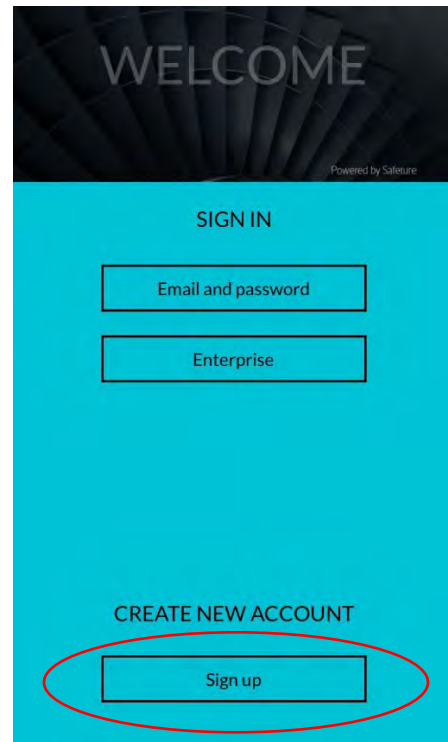 WELCOME
Powered by Safeture
SIGN IN
Email and password
Enterprise
CREATE NEW ACCOUNT
Sign up